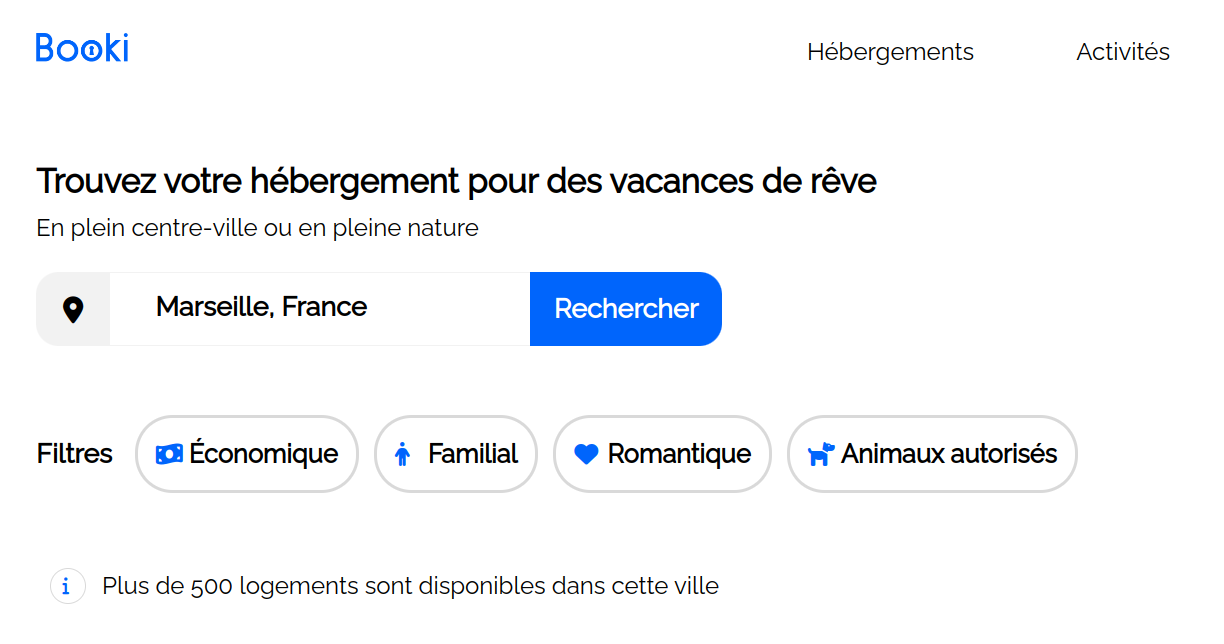 Booki
Hébergements
Activités
Trouvez votre hébergement pour des vacances de rêve
En plein centre-ville ou en pleine nature
Marseille, France
Rechercher
Filtres
Économique
Familial
Romantique
Animaux autorisés
i
Plus de 500 logements sont disponibles dans cette ville